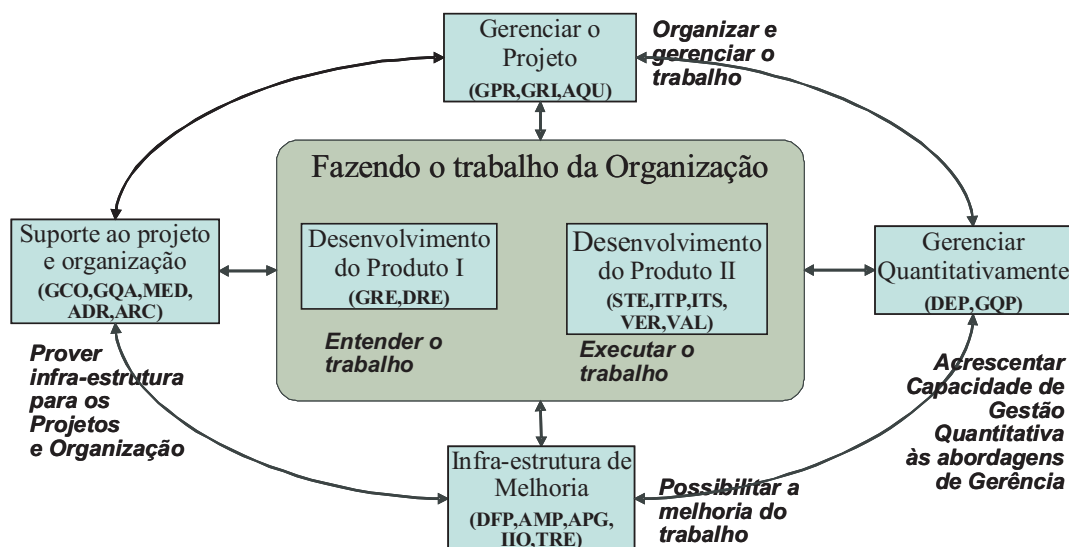 Gerenciar o
Projeto
(GPR,GRI,AQU)
Organizar e
gerenciar o
trabalho
Fazendo o trabalho da Organização
Suporte ao projeto
e organização
(GCO,GQA,MED,
ADR,ARC)
Desenvolvimento
do Produto I
(GRE,DRE)
Entender o
trabalho
Desenvolvimento
do Produto II
(STE,ITP,ITS,
VER,VAL)
Executar o
trabalho
Gerenciar
Quantitativamente
(DEP,GQP)
Prover
infra-estrutura
para os
Projetos
e Organização
Acrescentar
Capacidade de
Gestão
Quantitativa
às abordagens
de Gerência
Infra-estrutura de
Melhoria
(DFP,AMP,APG,
IIO,TRE)
Possibilitar a
melhoria do
trabalho